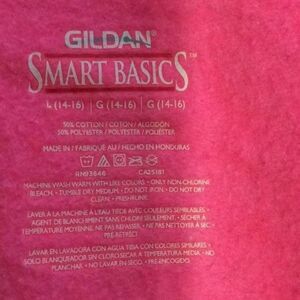 GILDAN®
SMART BASICS™
L (14-16) | G (14-16) | G (14-16)
50% COTTON / COTON / ALGODÓN
50% POLYESTER / POLYESTER / POLIÉSTER
MADE IN / FABRIQUÉ AU / HECHO EN HONDURAS
RN93846 CA25181
MACHINE WASH WARM WITH LIKE COLORS - ONLY NON CHLORINE
BLEACH - TUMBLE DRY MEDIUM - DO NOT IRON - DO NOT DRY
CLEAN - PRESHRUNK
LAVER A LA MACHINE À L'EAU TIÈDE AVEC COULEURS SEMBLABLES -
AGENT DE BLANCHIMENT SANS CHLORE SEULEMENT - SÉCHER À
TEMPÉRATURE MOYENNE NE PAS REPASSER - NE PAS NETTOYER À SEC -
PRÉ-RÉTRÉCI
LAVAR EN LAVADORA CON AGUA TIBIA CON COLORES SIMILARES -
SOLO BLANQUEADOR SIN CLORO SECAR A TEMPERATURA MEDIA - NO
PLANCHAR - NO LAVAR EN SECO - PRE-ENCOGIDO